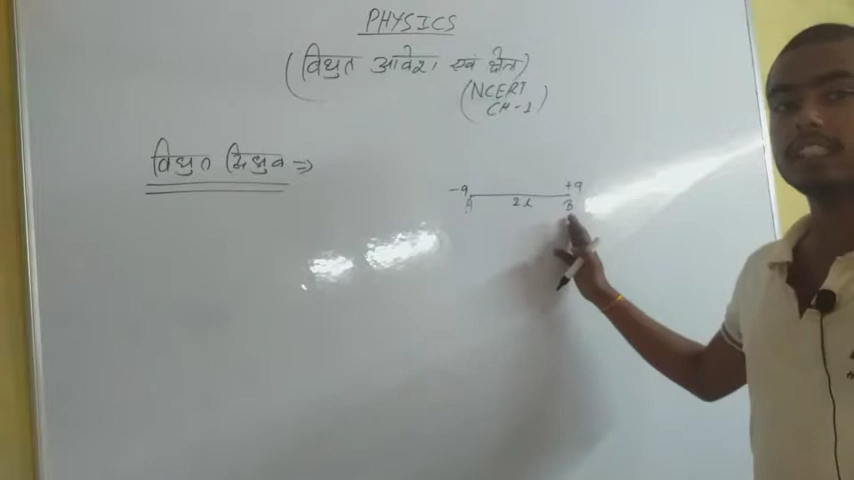 PHYSICS
(विधुत आवेश एवं क्षेत्र)
(NCERT
CH-1)
विधुत द्विध्रुव ⇒
-q +q
A 2l B